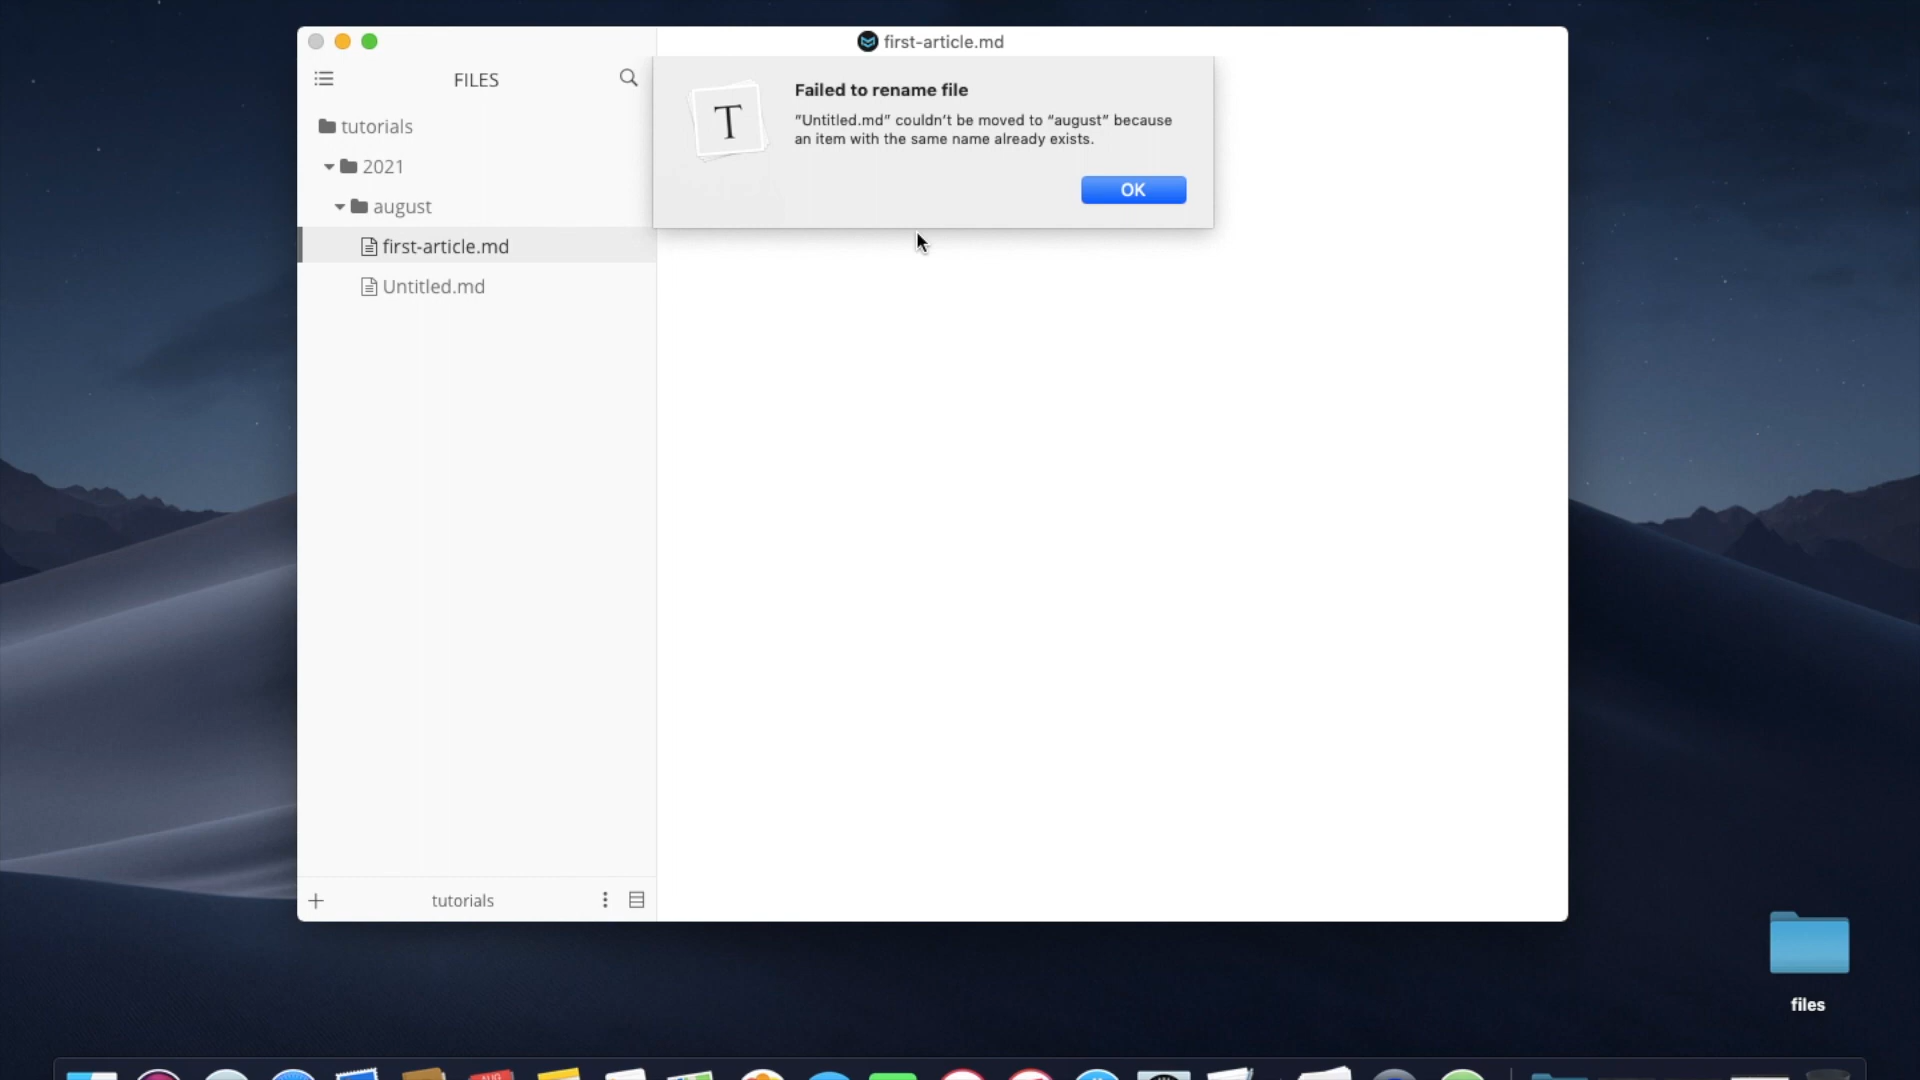 first-article.md
FILES
tutorials
2021
august
first-article.md
Untitled.md
T
Failed to rename file
"Untitled.md" couldn't be moved to "august" because
an item with the same name already exists.
OK
tutorials
files
AUG